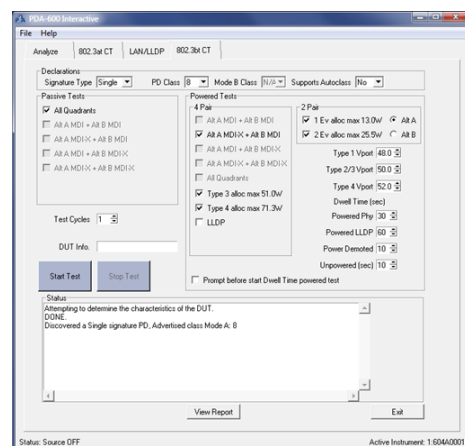 PDA-600 Interactive
File Help
Analyze 802.3at CT LAN/LLDP 802.3bt CT
Declarations
Signature Type Single PD Class 8 Mode B Class N/A Supports Autoclass No
Passive Tests
All Quadrants
Alt A MDI + Alt B MDI
Alt A MDI-X + Alt B MDI
Alt A MDI + Alt B MDI-X
Alt A MDI-X + Alt B MDI-X
Test Cycles 1
DUT Info.
Start Test Stop Test
Powered Tests
4 Pair
Alt A MDI + Alt B MDI
Alt A MDI-X + Alt B MDI
Alt A MDI + Alt B MDI-X
Alt A MDI-X + Alt B MDI-X
All Quadrants
Type 3 alloc max 51.0W
Type 4 alloc max 71.3W
LLDP
2 Pair
1 Ev alloc max 13.0W Alt A
2 Ev alloc max 25.5W Alt B
Type 1 Vport 48.0
Type 2/3 Vport 50.0
Type 4 Vport 52.0
Dwell Time (sec)
Powered Phy 30
Powered LLDP 60
Power Demoted 10
Unpowered (sec) 10
Prompt before start Dwell Time powered test
Status
Attempting to determine the characteristics of the DUT.
DONE.
Discovered a Single signature PD, Advertised class Mode A: 8
View Report Exit
Status: Source OFF Active Instrument: 1:604A0001